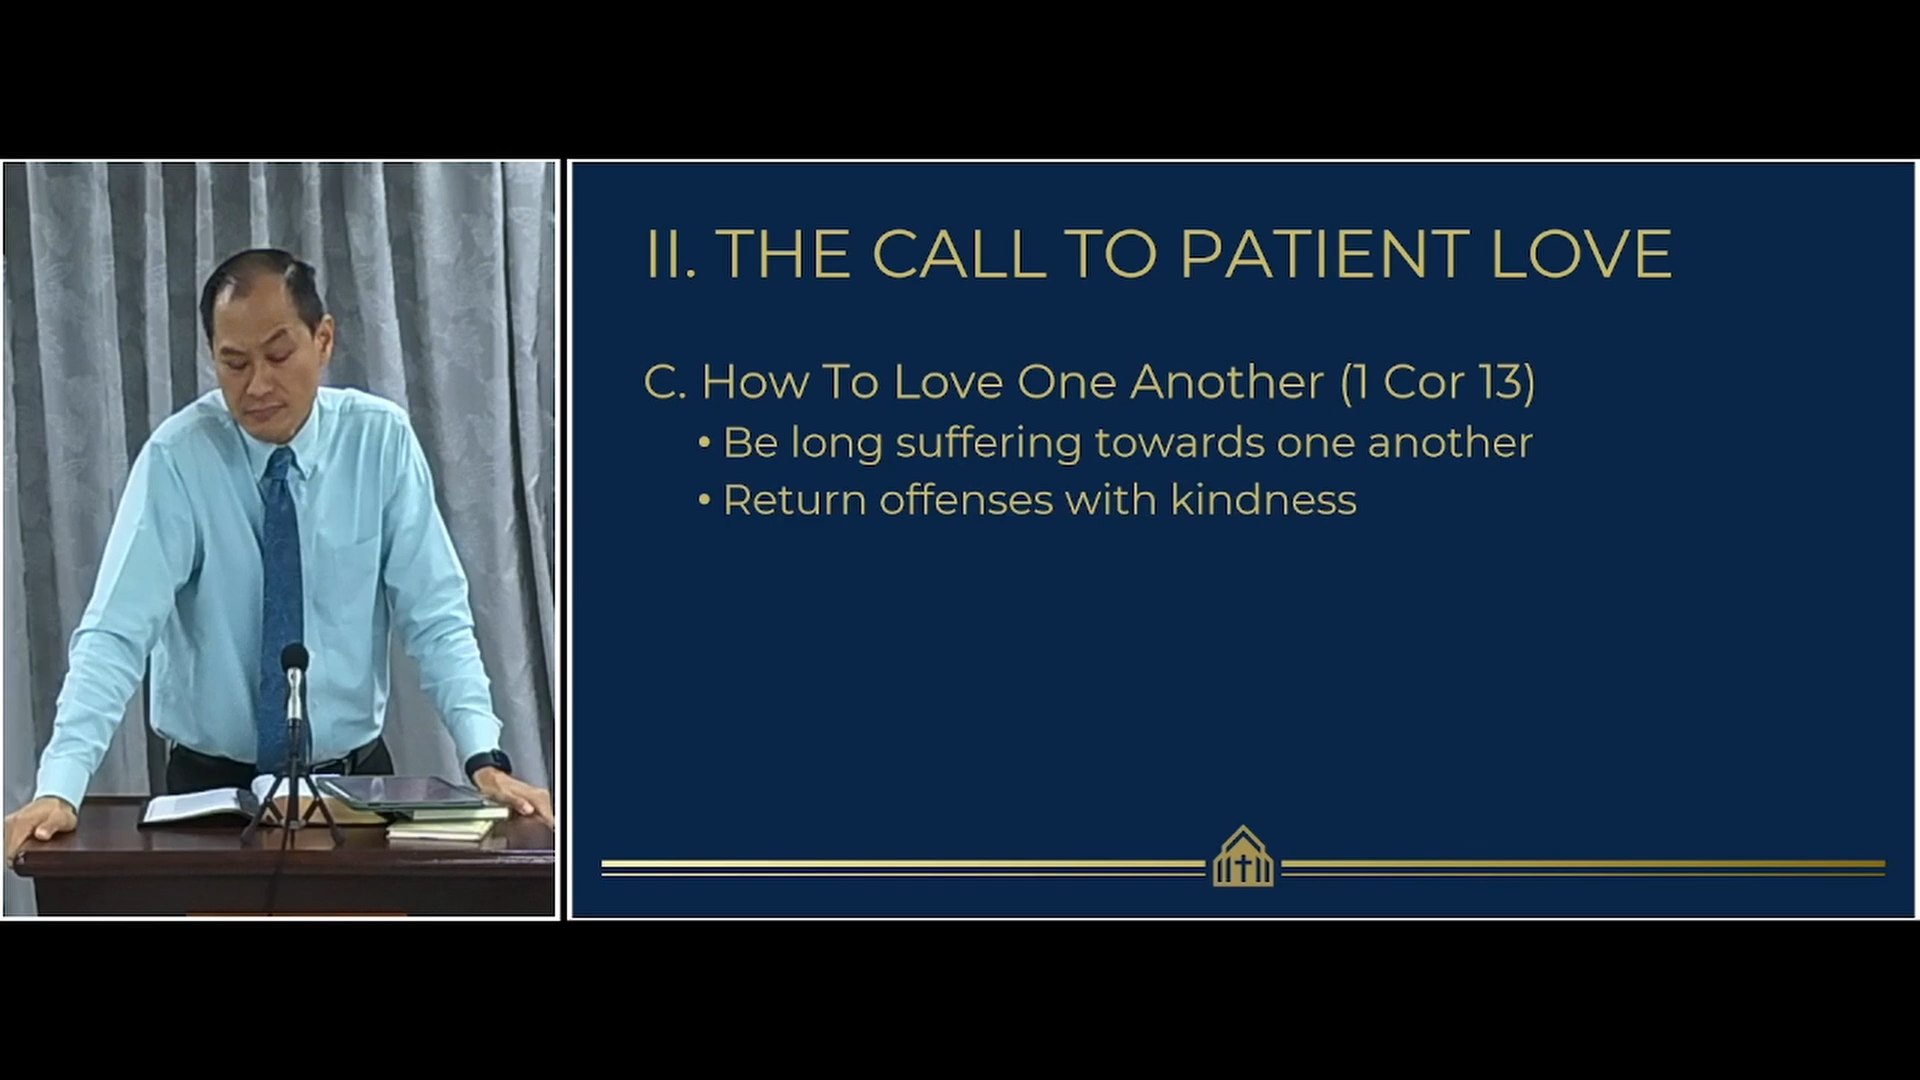 II. THE CALL TO PATIENT LOVE
C. How To Love One Another (1 Cor 13)
• Be long suffering towards one another
• Return offenses with kindness